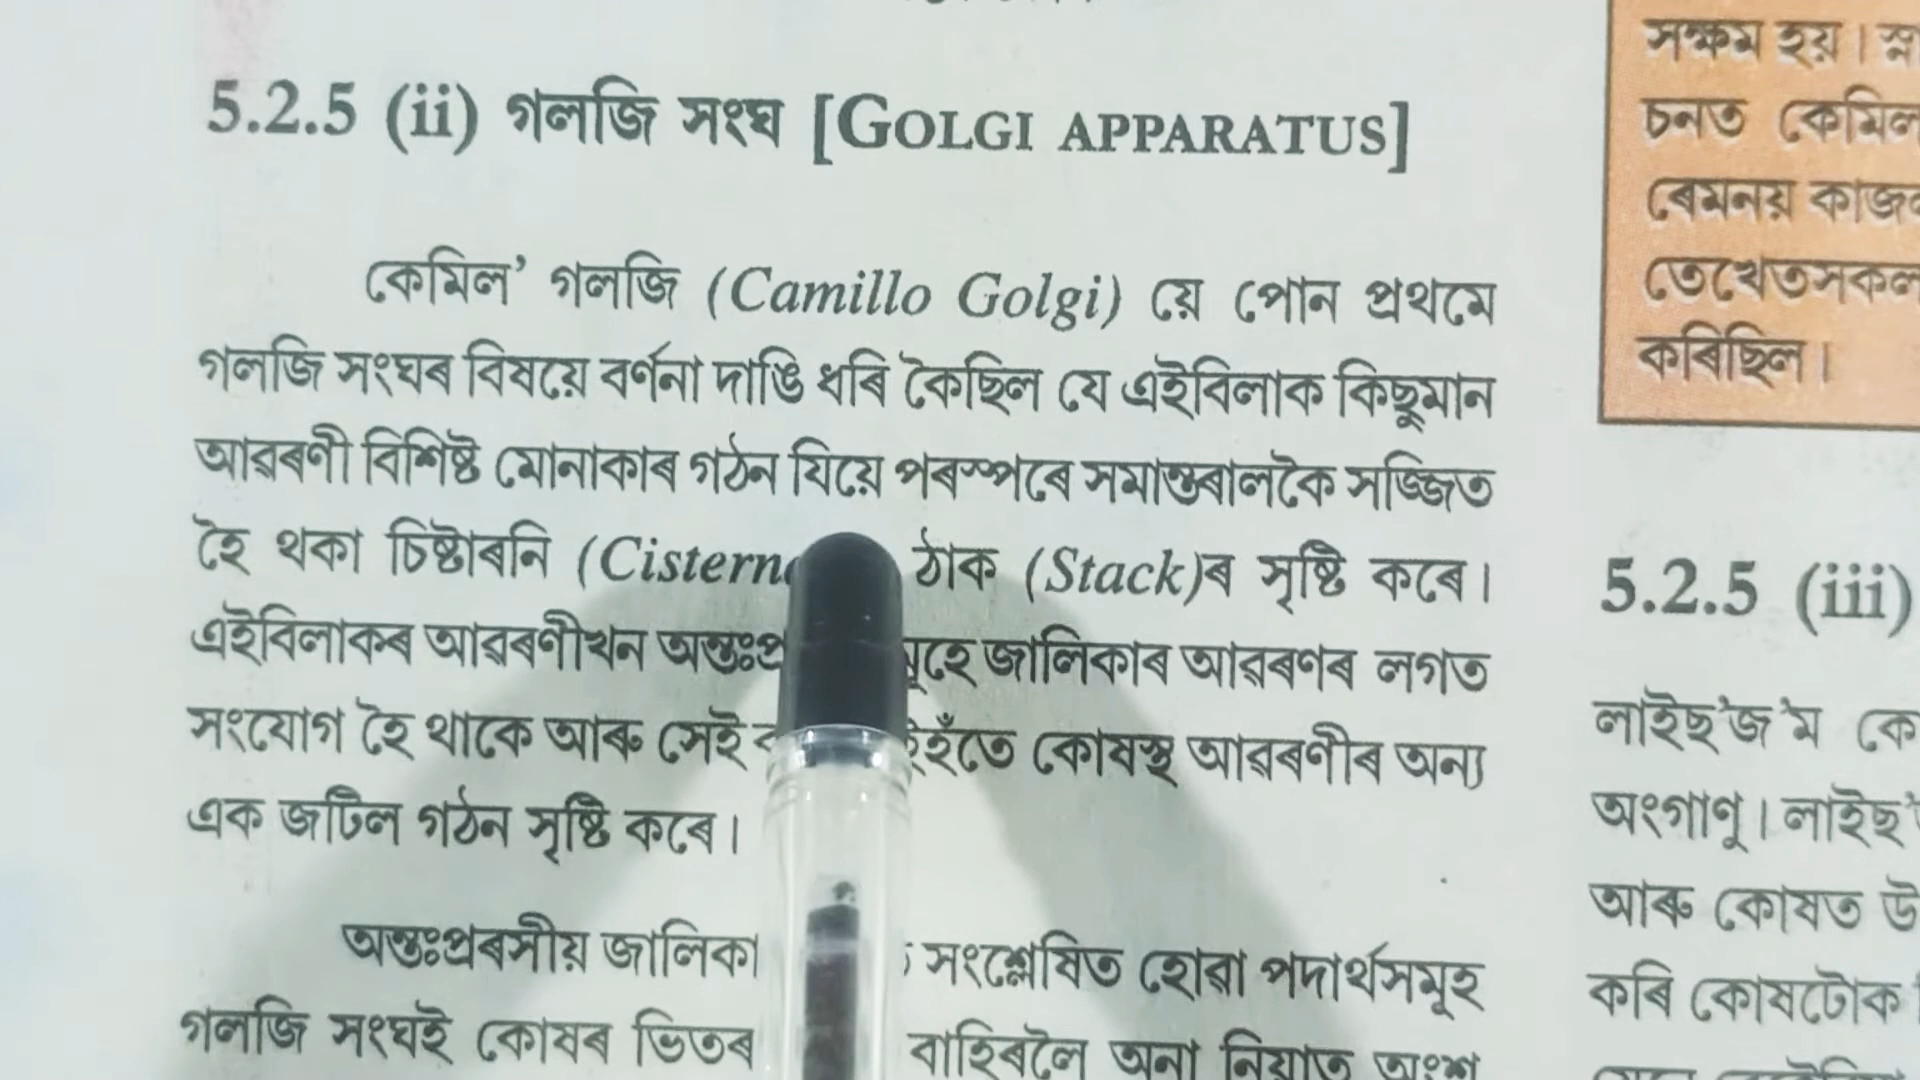 5.2.5 (ii) গলজি সংঘ [GOLGI APPARATUS]
কেমিল’ গলজি (Camillo Golgi) য়ে পোন প্ৰথমে
গলজি সংঘৰ বিষয়ে বৰ্ণনা দাঙি ধৰি কৈছিল যে এইবিলাক কিছুমান
আৱৰণী বিশিষ্ট মোনাকাৰ গঠন যিয়ে পৰস্পৰে সমান্তৰালকৈ সজ্জিত
হৈ থকা চিষ্টাৰনি ঠাক (Stack)ৰ সৃষ্টি কৰে।
এইবিলাকৰ আৱৰণীখন জালিকাৰ আৱৰণৰ লগত
সংযোগ হৈ থাকে আৰু সেই কোষস্থ আৱৰণীৰ অন্য
এক জটিল গঠন সৃষ্টি কৰে।
অন্তঃপ্ৰৰসীয় জালিকা সংশ্লেষিত হোৱা পদাৰ্থসমূহ
গলজি সংঘই কোষৰ ভিতৰ বাহিৰলৈ
সক্ষম হয়।
চনত
ৰেমনয়
কৰিছিল।
5.2.5 (iii)
লাইছ’জ’ম
অংগাণু।
আৰু কোষত
কৰি কোষটোক